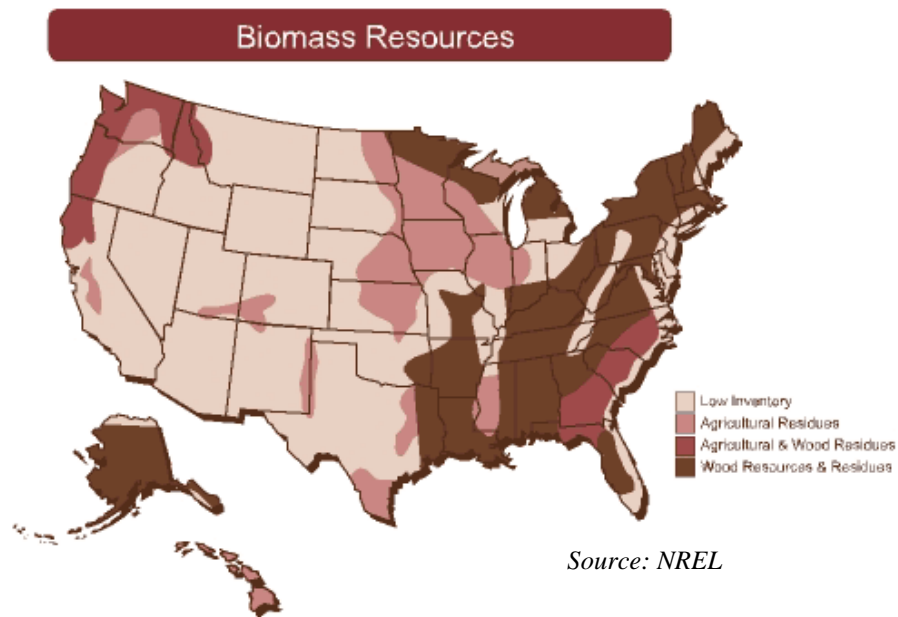 Biomass Resources
Low Inventory
Agricultural Residues
Agricultural & Wood Residues
Wood Resources & Residues
Source: NREL